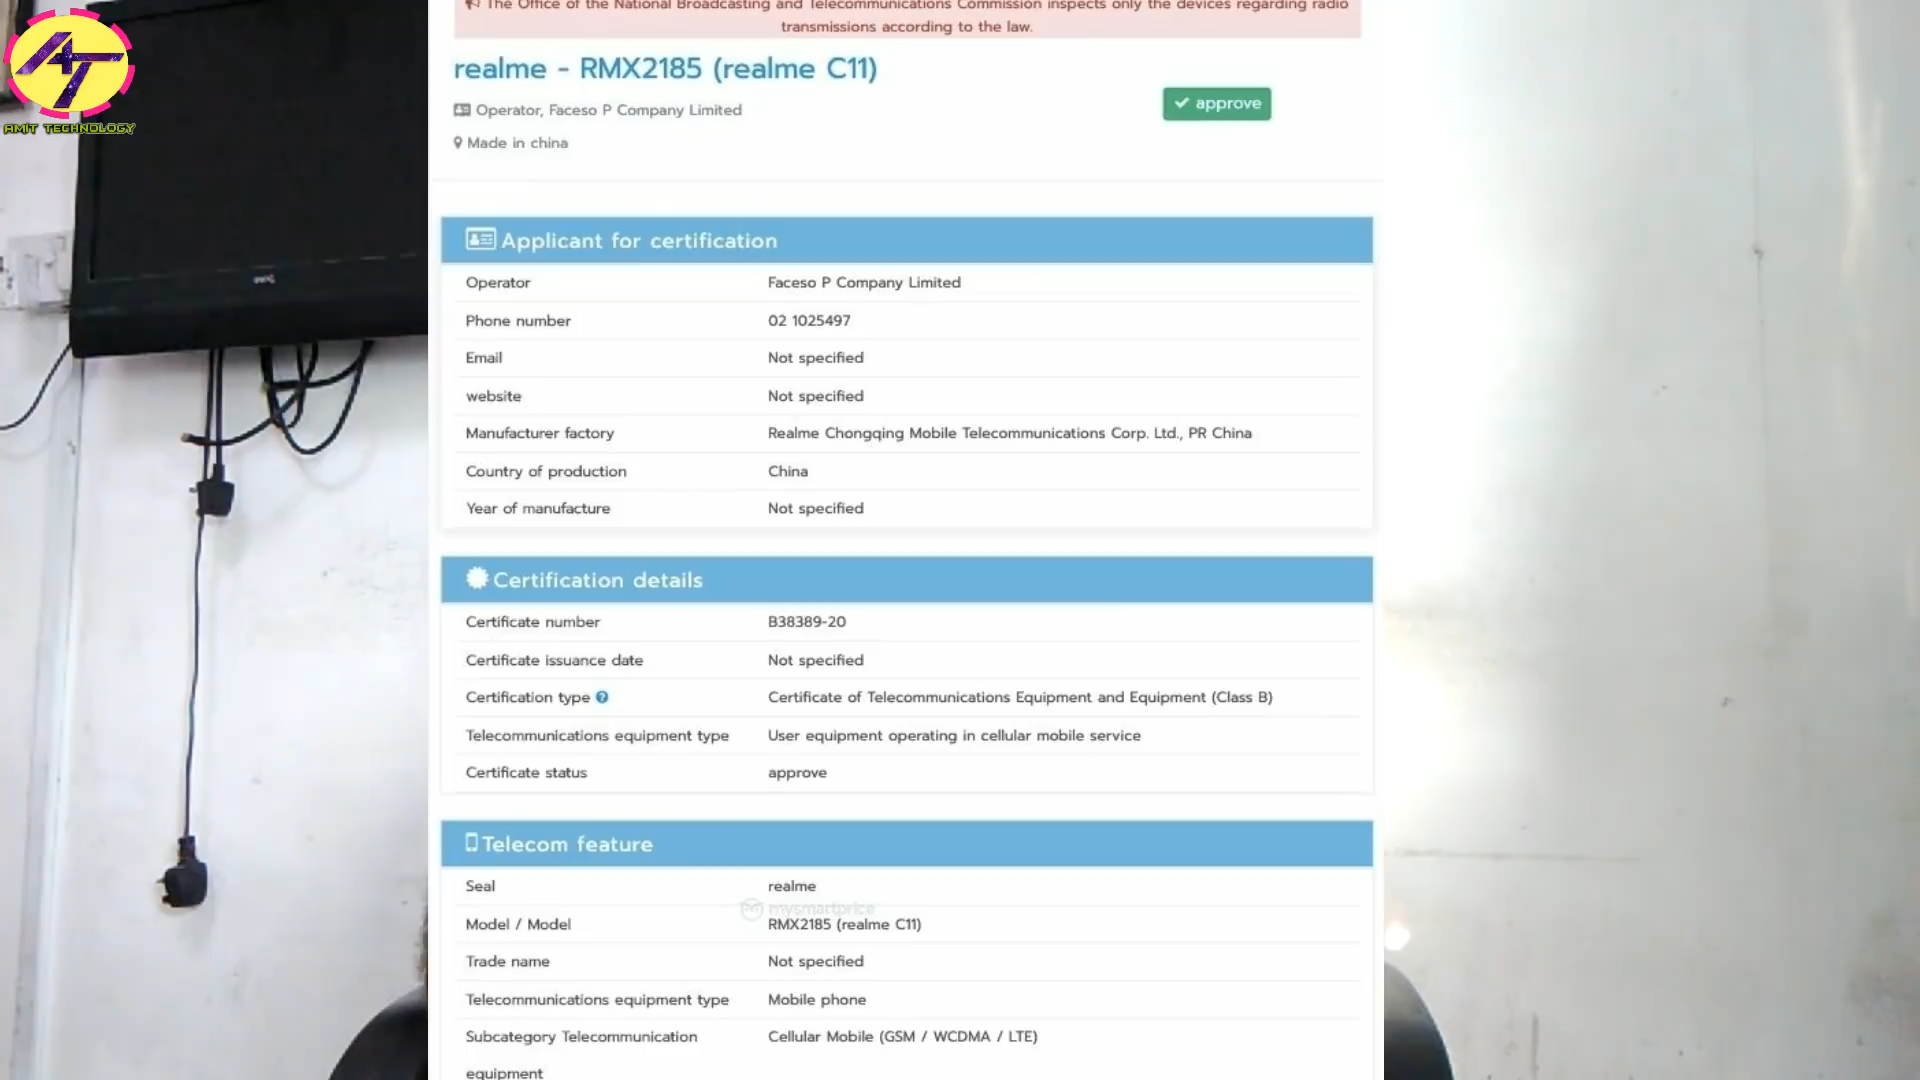 AT
AMIT TECHNOLOGY
The Office of the National Broadcasting and Telecommunications Commission inspects only the devices regarding radio
transmissions according to the law.
realme - RMX2185 (realme C11)
Operator, Faceso P Company Limited
approve
Made in china
Applicant for certification
Operator Faceso P Company Limited
Phone number 02 1025497
Email Not specified
website Not specified
Manufacturer factory Realme Chongqing Mobile Telecommunications Corp. Ltd., PR China
Country of production China
Year of manufacture Not specified
Certification details
Certificate number B38389-20
Certificate issuance date Not specified
Certification type Certificate of Telecommunications Equipment and Equipment (Class B)
Telecommunications equipment type User equipment operating in cellular mobile service
Certificate status approve
Telecom feature
Seal realme
mysmartprice
Model / Model RMX2185 (realme C11)
Trade name Not specified
Telecommunications equipment type Mobile phone
Subcategory Telecommunication Cellular Mobile (GSM / WCDMA / LTE)
equipment